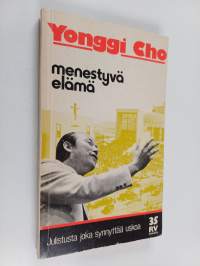 Yonggi Cho
menestyvä
elämä
Julistusta joka synnyttää uskoa
35
RV